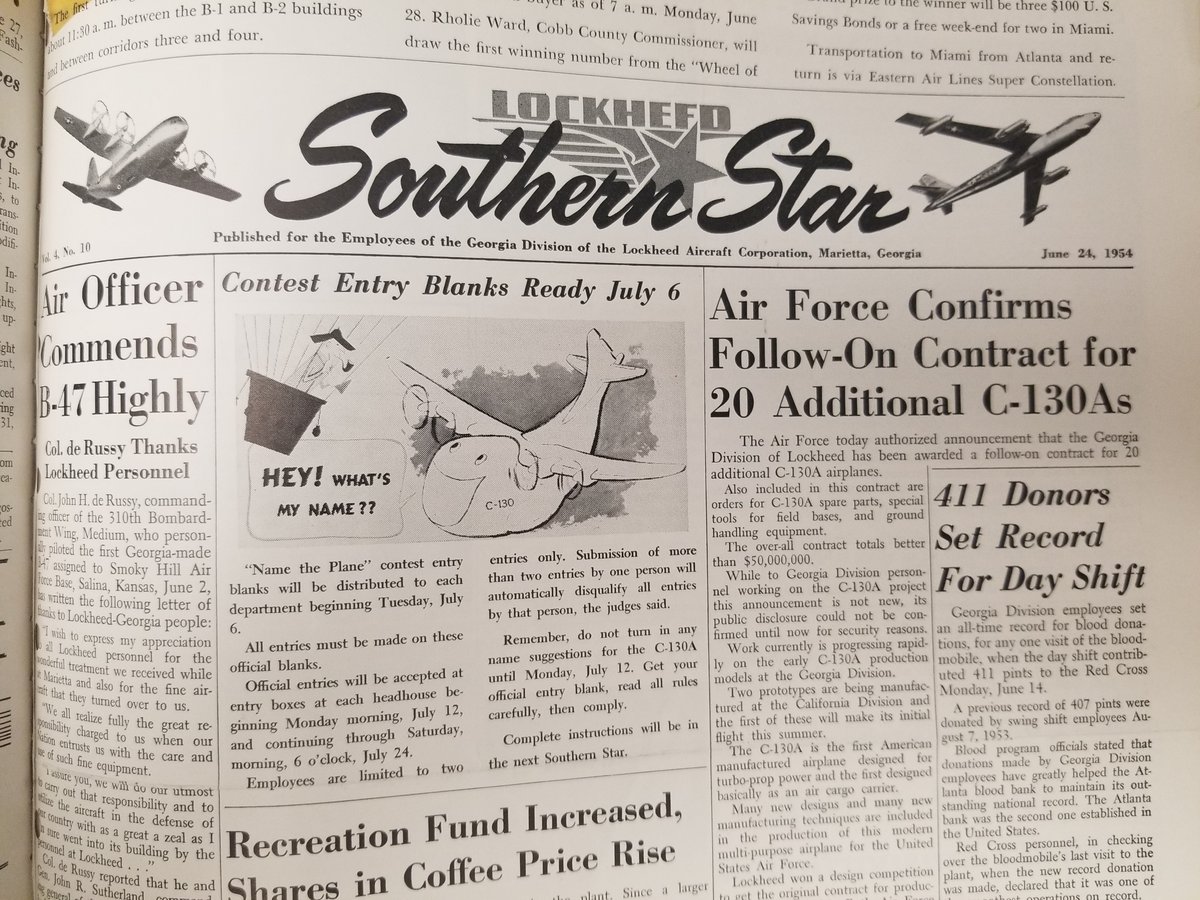 27,
Fash-
The first
about 11:30 a. m. between the B-1 and B-2 buildings
and between corridors three and four.
as of 7 a. m. Monday, June
28. Rholie Ward, Cobb County Commissioner, will
draw the first winning number from the “Wheel of
prize to the winner will be three $100 U. S.
Savings Bonds or a free week-end for two in Miami.
Transportation to Miami from Atlanta and re-
turn is via Eastern Air Lines Super Constellation.
LOCKHEED
Southern Star
Vol. 4, No. 10
Published for the Employees of the Georgia Division of the Lockheed Aircraft Corporation, Marietta, Georgia
June 24, 1954
Air Officer
Commends
B-47 Highly
Col. de Russy Thanks
Lockheed Personnel
Col. John H. de Russy, command-
ing officer of the 310th Bombard-
ment Wing, Medium, who person-
ally piloted the first Georgia-made
B-47 assigned to Smoky Hill Air
Force Base, Salina, Kansas, June 2,
has written the following letter of
thanks to Lockheed-Georgia people:
“I wish to express my appreciation
to all Lockheed personnel for the
wonderful treatment we received while
at Marietta and also for the fine air-
craft that they turned over to us.
“We all realize fully the great re-
sponsibility charged to us when our
Nation entrusts us with the care and
use of such fine equipment.
“I assure you, we will do our utmost
to carry out that responsibility and to
utilize the aircraft in the defense of
our country with as a great a zeal as I
am sure went into its building by the
personnel at Lockheed . . .”
Col. de Russy reported that he and
Gen. John R. Sutherland,
Contest Entry Blanks Ready July 6
HEY! WHAT'S
MY NAME??
C-130
“Name the Plane” contest entry
blanks will be distributed to each
department beginning Tuesday, July
6.
All entries must be made on these
official blanks.
Official entries will be accepted at
entry boxes at each headhouse be-
ginning Monday morning, July 12,
and continuing through Saturday,
morning, 6 o'clock, July 24.
Employees are limited to two
entries only. Submission of more
than two entries by one person will
automatically disqualify all entries
by that person, the judges said.
Remember, do not turn in any
name suggestions for the C-130A
until Monday, July 12. Get your
official entry blank, read all rules
carefully, then comply.
Complete instructions will be in
the next Southern Star.
Recreation Fund Increased,
Shares in Coffee Price Rise
plant. Since a larger
Air Force Confirms
Follow-On Contract for
20 Additional C-130As
The Air Force today authorized announcement that the Georgia
Division of Lockheed has been awarded a follow-on contract for 20
additional C-130A airplanes.
Also included in this contract are
orders for C-130A spare parts, special
tools for field bases, and ground
handling equipment.
The over-all contract totals better
than $50,000,000.
While to Georgia Division person-
nel working on the C-130A project
this announcement is not new, its
public disclosure could not be con-
firmed until now for security reasons.
Work currently is progressing rapid-
ly on the early C-130A production
models at the Georgia Division.
Two prototypes are being manufac-
tured at the California Division and
the first of these will make its initial
flight this summer.
The C-130A is the first American
manufactured airplane designed for
turbo-prop power and the first designed
basically as an air cargo carrier.
Many new designs and many new
manufacturing techniques are included
in the production of this modern
multi-purpose airplane for the United
States Air Force.
Lockheed won a design competition
to get the original contract for produc-
411 Donors
Set Record
For Day Shift
Georgia Division employees set
an all-time record for blood dona-
tions, for any one visit of the blood-
mobile, when the day shift contrib-
uted 411 pints to the Red Cross
Monday, June 14.
A previous record of 407 pints were
donated by swing shift employees Au-
gust 7, 1953.
Blood program officials stated that
donations made by Georgia Division
employees have greatly helped the At-
lanta blood bank to maintain its out-
standing national record. The Atlanta
bank was the second one established in
the United States.
Red Cross personnel, in checking
over the bloodmobile's last visit to the
plant, when the new record donation
was made, declared that it was one of
operations on record.